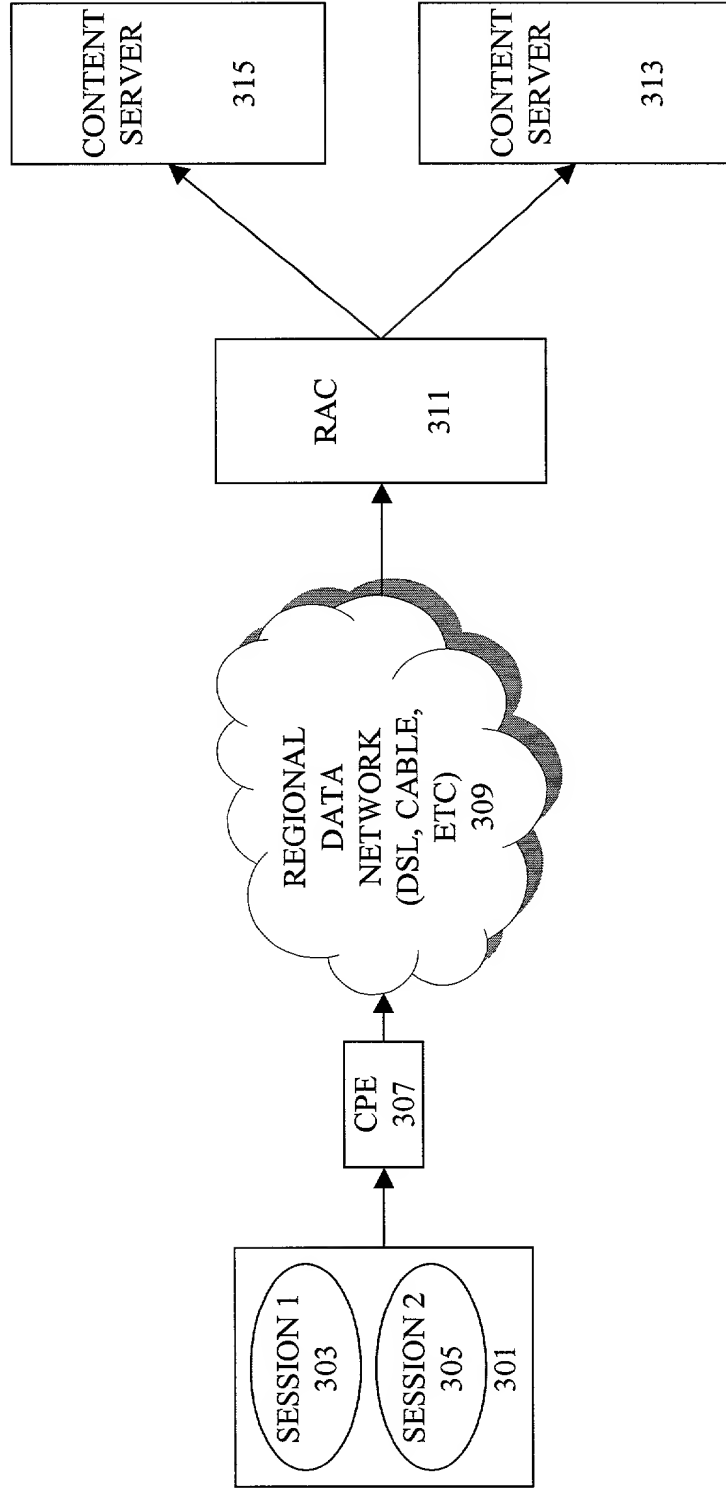 SESSION 1
303
SESSION 2
305
301
CPE
307
REGIONAL
DATA
NETWORK
(DSL, CABLE,
ETC)
309
RAC
311
CONTENT
SERVER
315
CONTENT
SERVER
313